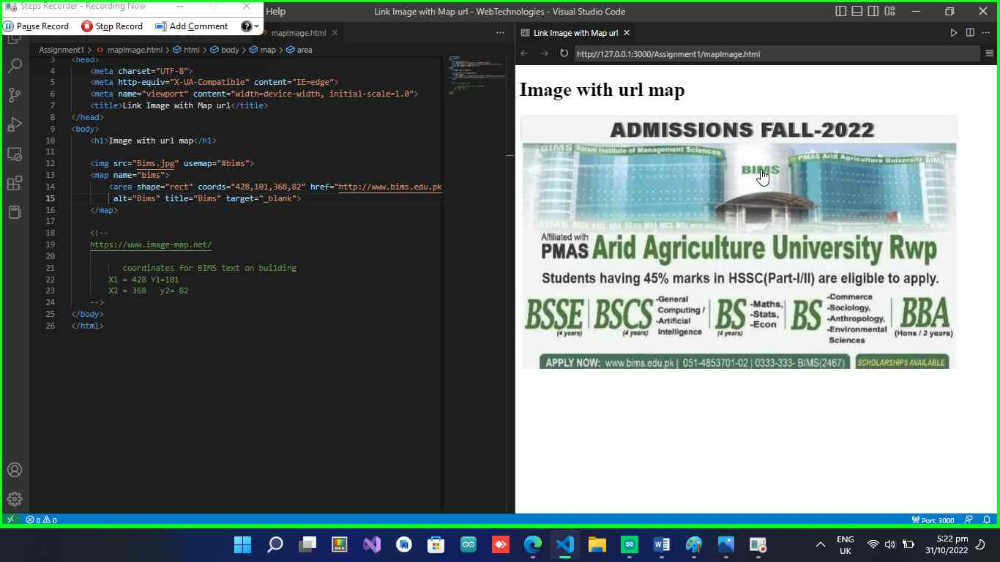 Steps Recorder - Recording Now
Pause Record Stop Record Add Comment
Help
Link Image with Map url - WebTechnologies - Visual Studio Code
mapImage.html
Assignment1 > mapImage.html > html > body > map > area
3 <head>
4 <meta charset="UTF-8">
5 <meta http-equiv="X-UA-Compatible" content="IE=edge">
6 <meta name="viewport" content="width=device-width, initial-scale=1.0">
7 <title>Link Image with Map url</title>
8 </head>
9 <body>
10 <h1>Image with url map</h1>
11
12 <img src="Bims.jpg" usemap="#bims">
13 <map name="bims">
14 <area shape="rect" coords="428,101,368,82" href="http://www.bims.edu.pk
15 alt="Bims" title="Bims" target="_blank">
16 </map>
17
18 <!--
19 https://www.image-map.net/
20
21 coordinates for BIMS text on building
22 X1 = 428 Y1=101
23 X2 = 368 y2= 82
24 -->
25 </body>
26 </html>
Link Image with Map url
http://127.0.0.1:3000/Assignment1/mapImage.html
Image with url map
ADMISSIONS FALL-2022
BIMS Barani Institute of Management Sciences
BIMS
PMAS Arid Agriculture University BIMS
Affiliated with
PMAS Arid Agriculture University Rwp
Students having 45% marks in HSSC(Part-I/II) are eligible to apply.
BSSE
(4 years)
BSCS
(4 years)
-General
Computing /
-Artificial
Intelligence
BS
(4 years)
-Maths,
-Stats,
-Econ
BS
-Commerce
-Sociology,
-Anthropology,
-Environmental
Sciences
BBA
(Hons / 2 years)
APPLY NOW: www.bims.edu.pk | 051-4853701-02 | 0333-333- BIMS(2467)
SCHOLARSHIPS AVAILABLE
0 0
Port: 3000
ENG
UK
5:22 pm
31/10/2022